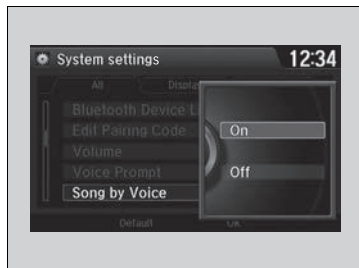 System settings
12:34
All
Display
Bluetooth Device L
Edit Pairing Code
Volume
Voice Prompt
Song by Voice
On
Off
Default
OK